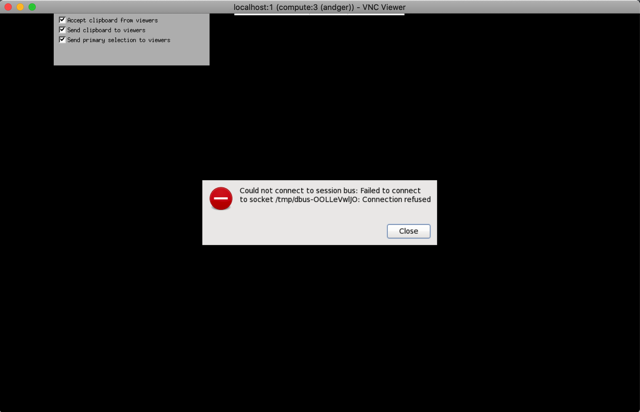 localhost:1 (compute:3 (andger)) - VNC Viewer
Accept clipboard from viewers
Send clipboard to viewers
Send primary selection to viewers
Could not connect to session bus: Failed to connect
to socket /tmp/dbus-OOLLeVwlJO: Connection refused
Close